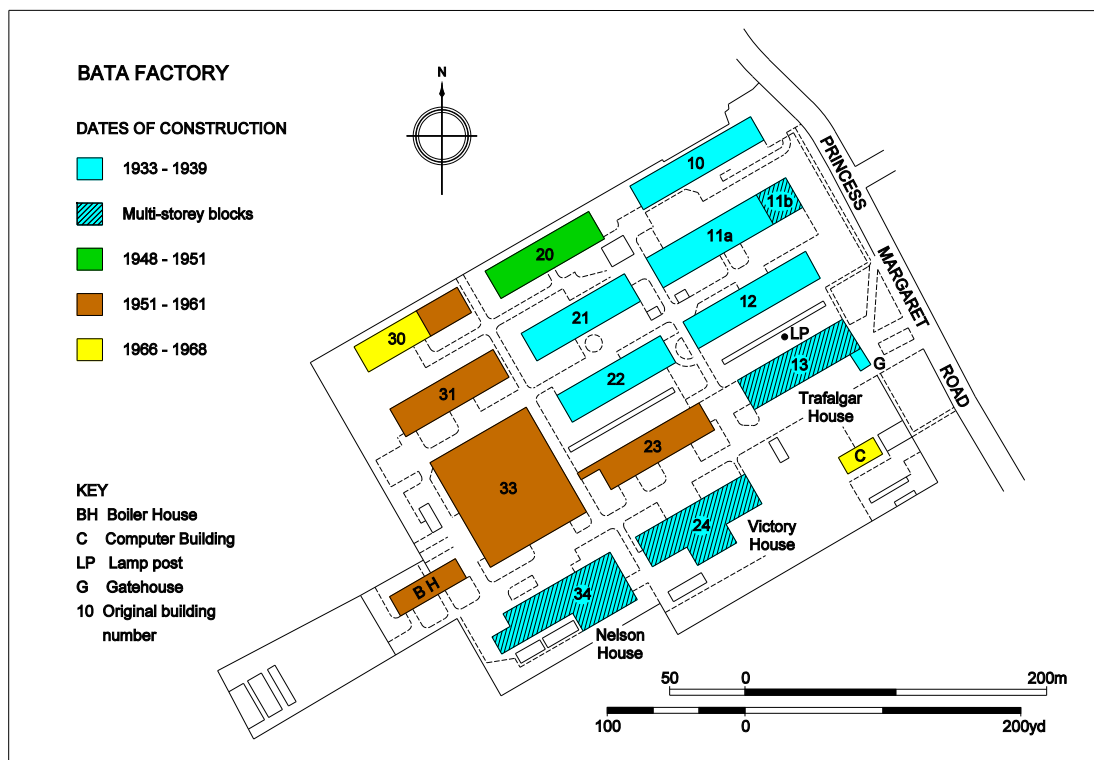 BATA FACTORY
DATES OF CONSTRUCTION
1933 - 1939
Multi-storey blocks
1948 - 1951
1951 - 1961
1966 - 1968
KEY
BH Boiler House
C Computer Building
LP Lamp post
G Gatehouse
10 Original building
number
N
PRINCESS
MARGARET
ROAD
10
11b
11a
20
12
21
LP
30
13
G
22
31
Trafalgar
House
23
C
33
24
Victory
House
B H
34
Nelson
House
50
0
200m
100
0
200yd